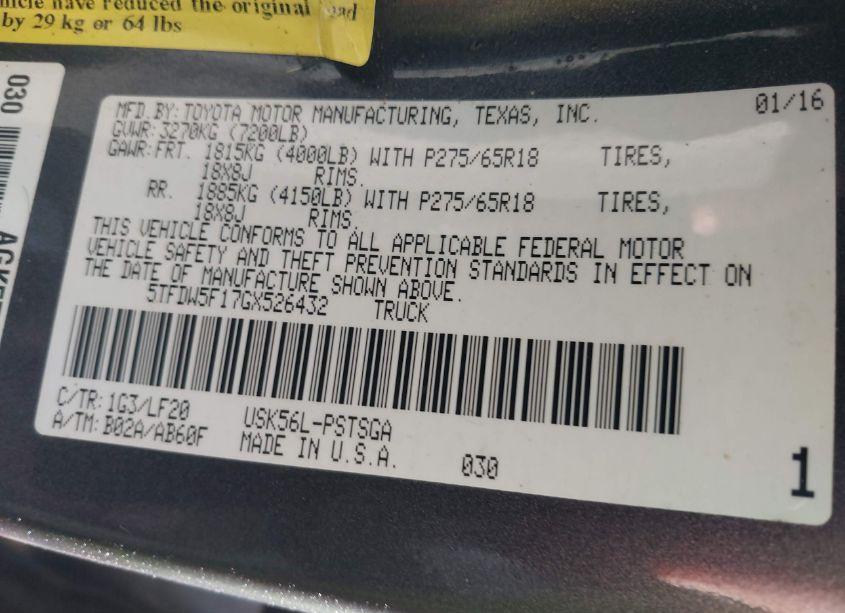 have reduced the original
by 29 kg or 64 lbs
030
MFD.BY:TOYOTA MOTOR MANUFACTURING, TEXAS, INC. 01/16
GVWR:3270KG (7200LB)
GAWR:FRT. 1815KG (4000LB) WITH P275/65R18 TIRES,
18X8J RIMS.
RR. 1885KG (4150LB) WITH P275/65R18 TIRES,
18X8J RIMS.
THIS VEHICLE CONFORMS TO ALL APPLICABLE FEDERAL MOTOR
VEHICLE SAFETY AND THEFT PREVENTION STANDARDS IN EFFECT ON
THE DATE OF MANUFACTURE SHOWN ABOVE.
5TFDW5F17GX526432 TRUCK
C/TR:1G3/LF20 USK56L-PSTSGA
A/TM:B02A/AB60F MADE IN U.S.A. 030
1